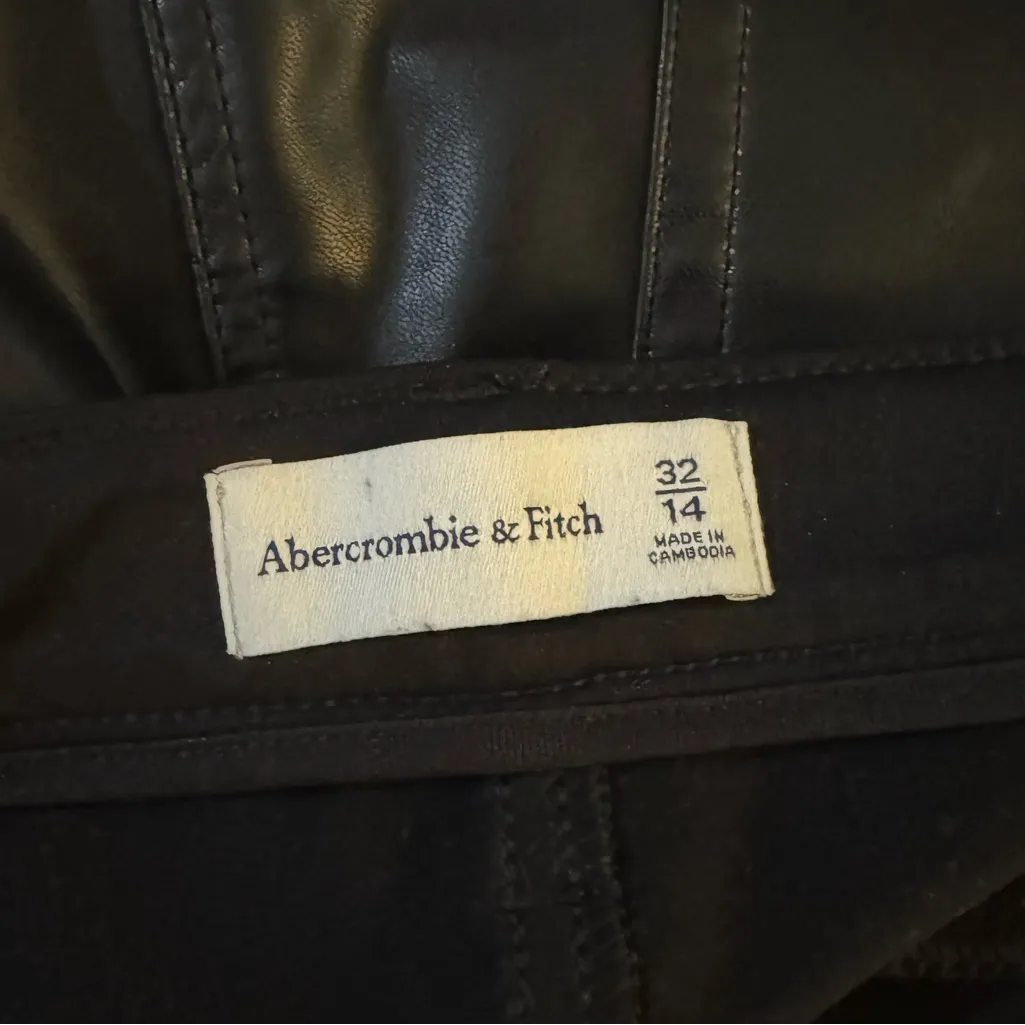 Abercrombie & Fitch
32
14
MADE IN
CAMBODIA